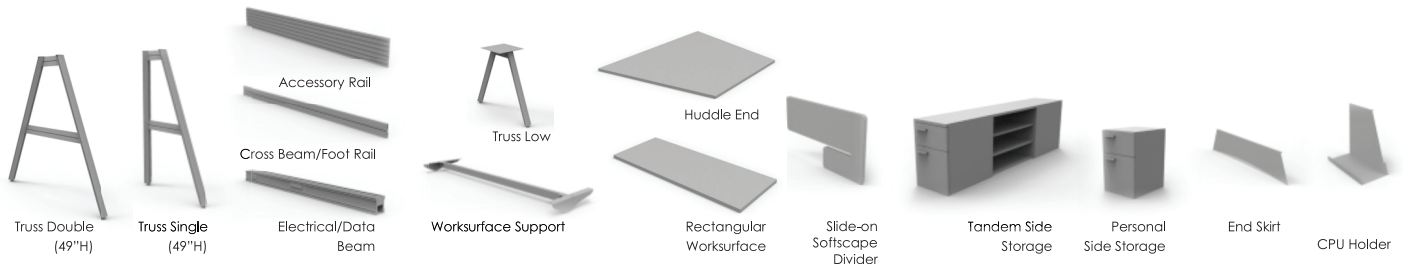 Truss Double
(49”H)
Truss Single
(49”H)
Accessory Rail
Cross Beam/Foot Rail
Electrical/Data
Beam
Truss Low
Worksurface Support
Huddle End
Rectangular
Worksurface
Slide-on
Softscape
Divider
Tandem Side
Storage
Personal
Side Storage
End Skirt
CPU Holder